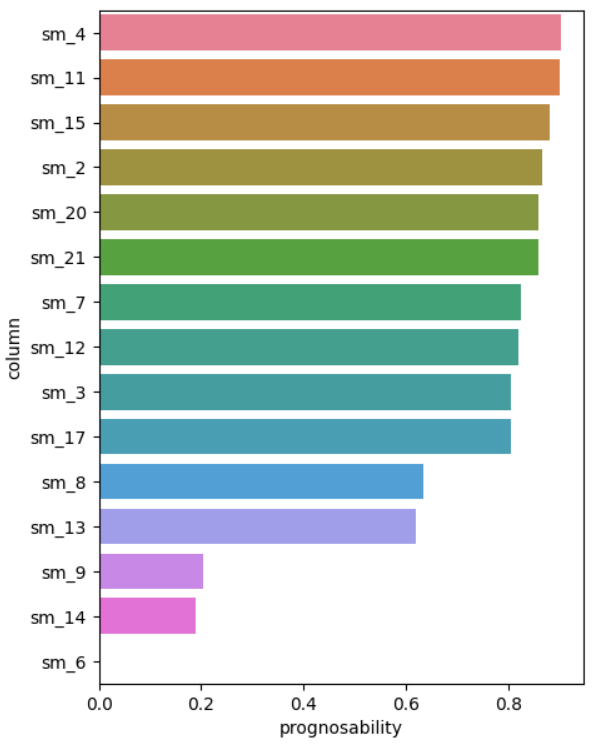 sm_4
sm_11
sm_15
sm_2
sm_20
sm_21
sm_7
sm_12
sm_3
sm_17
sm_8
sm_13
sm_9
sm_14
sm_6
column
0.0 0.2 0.4 0.6 0.8
prognosability